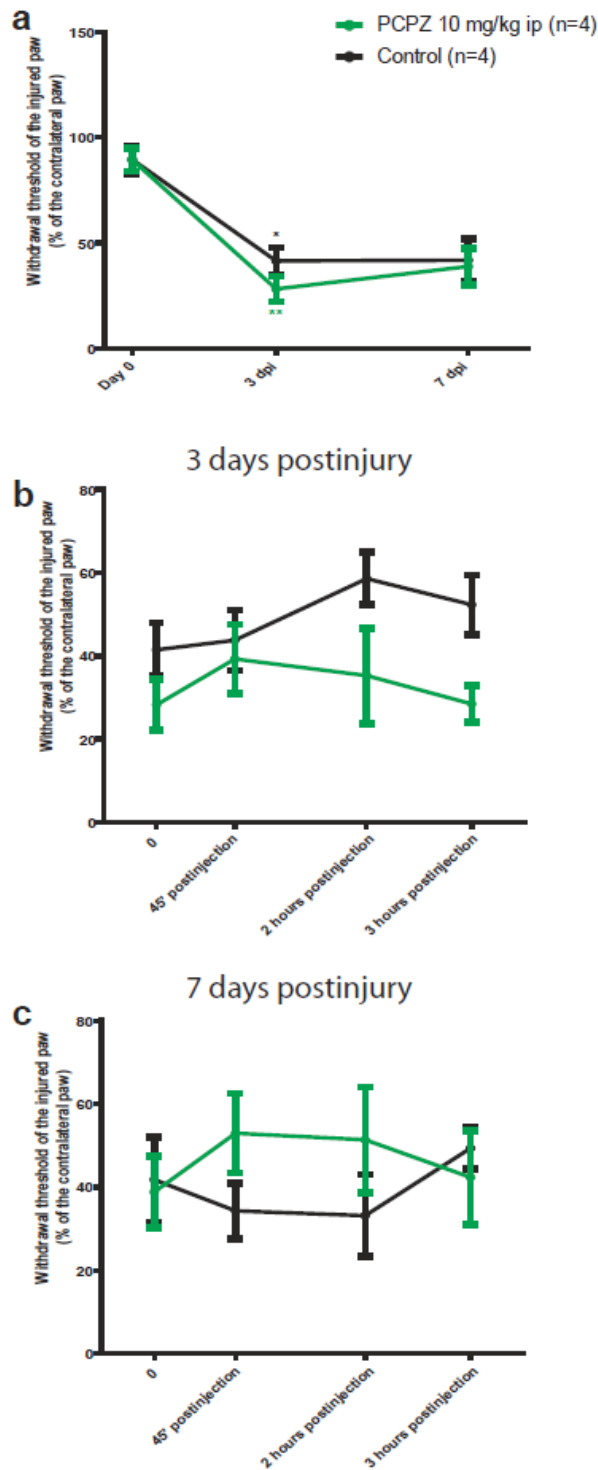 a
PCPZ 10 mg/kg ip (n=4)
Control (n=4)
Withdrawal threshold of the injured paw
(% of the contralateral paw)
150
100
50
0
*
**
Day 0
3 dpi
7 dpi
3 days postinjury
b
Withdrawal threshold of the injured paw
(% of the contralateral paw)
80
60
40
20
0
0
45' postinjection
2 hours postinjection
3 hours postinjection
7 days postinjury
c
Withdrawal threshold of the injured paw
(% of the contralateral paw)
80
60
40
20
0
0
45' postinjection
2 hours postinjection
3 hours postinjection